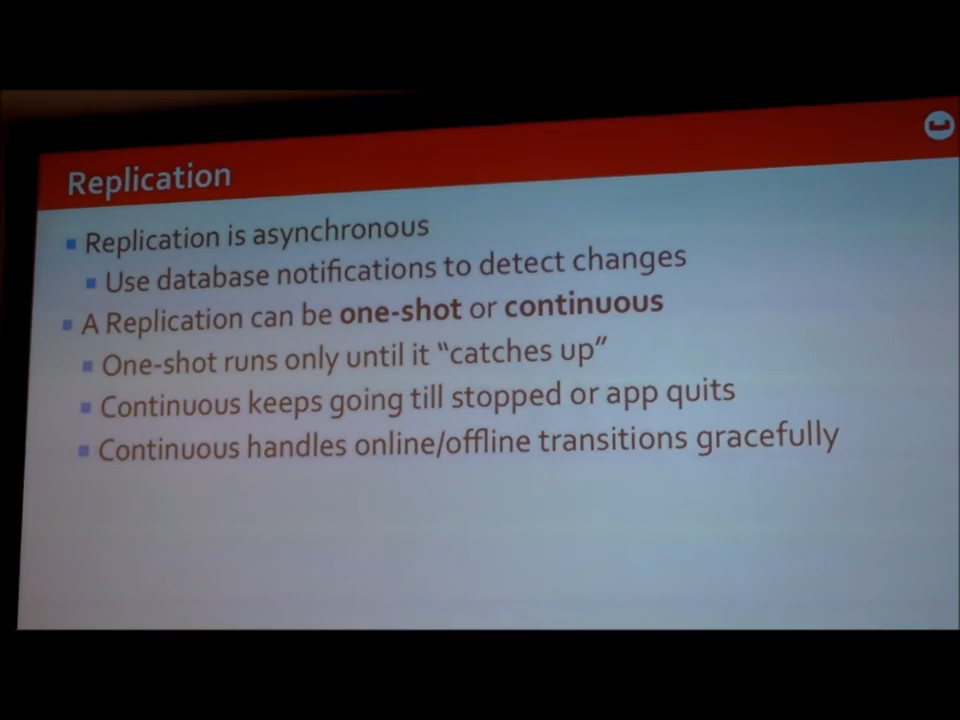 Replication
Replication is asynchronous
Use database notifications to detect changes
A Replication can be one-shot or continuous
One-shot runs only until it “catches up”
Continuous keeps going till stopped or app quits
Continuous handles online/offline transitions gracefully